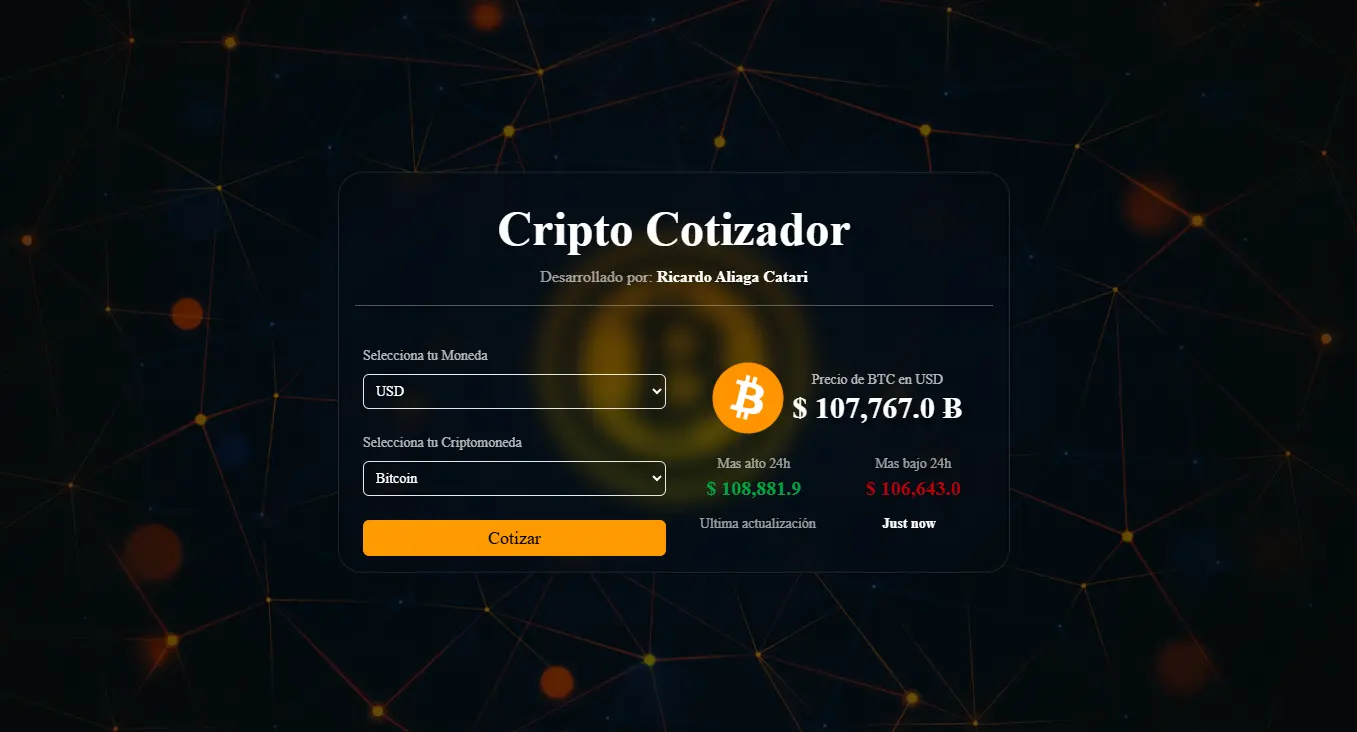 Cripto Cotizador
Desarrollado por: Ricardo Aliaga Catari
Selecciona tu Moneda
USD
Selecciona tu Criptomoneda
Bitcoin
Cotizar
Precio de BTC en USD
$ 107,767.0 Ƀ
Mas alto 24h
$ 108,881.9
Mas bajo 24h
$ 106,643.0
Ultima actualización
Just now